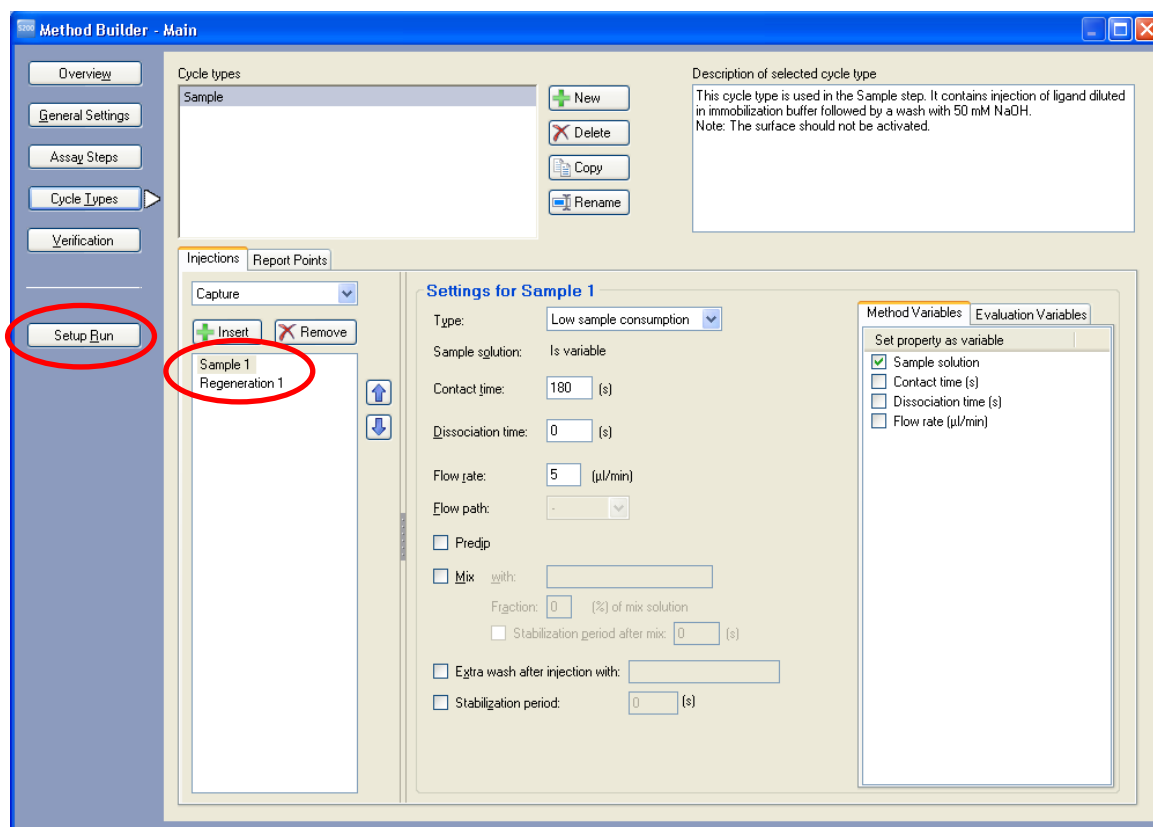 S200 Method Builder - Main
Overview
General Settings
Assay Steps
Cycle Types
Verification
Setup Run
Cycle types
Sample
New
Delete
Copy
Rename
Description of selected cycle type
This cycle type is used in the Sample step. It contains injection of ligand diluted
in immobilization buffer followed by a wash with 50 mM NaOH.
Note: The surface should not be activated.
Injections Report Points
Capture
Insert Remove
Sample 1
Regeneration 1
Settings for Sample 1
Type: Low sample consumption
Sample solution: Is variable
Contact time: 180 (s)
Dissociation time: 0 (s)
Flow rate: 5 (µl/min)
Flow path: -
Predip
Mix with:
Fraction: 0 (%) of mix solution
Stabilization period after mix: 0 (s)
Extra wash after injection with:
Stabilization period: 0 (s)
Method Variables Evaluation Variables
Set property as variable
Sample solution
Contact time (s)
Dissociation time (s)
Flow rate (µl/min)